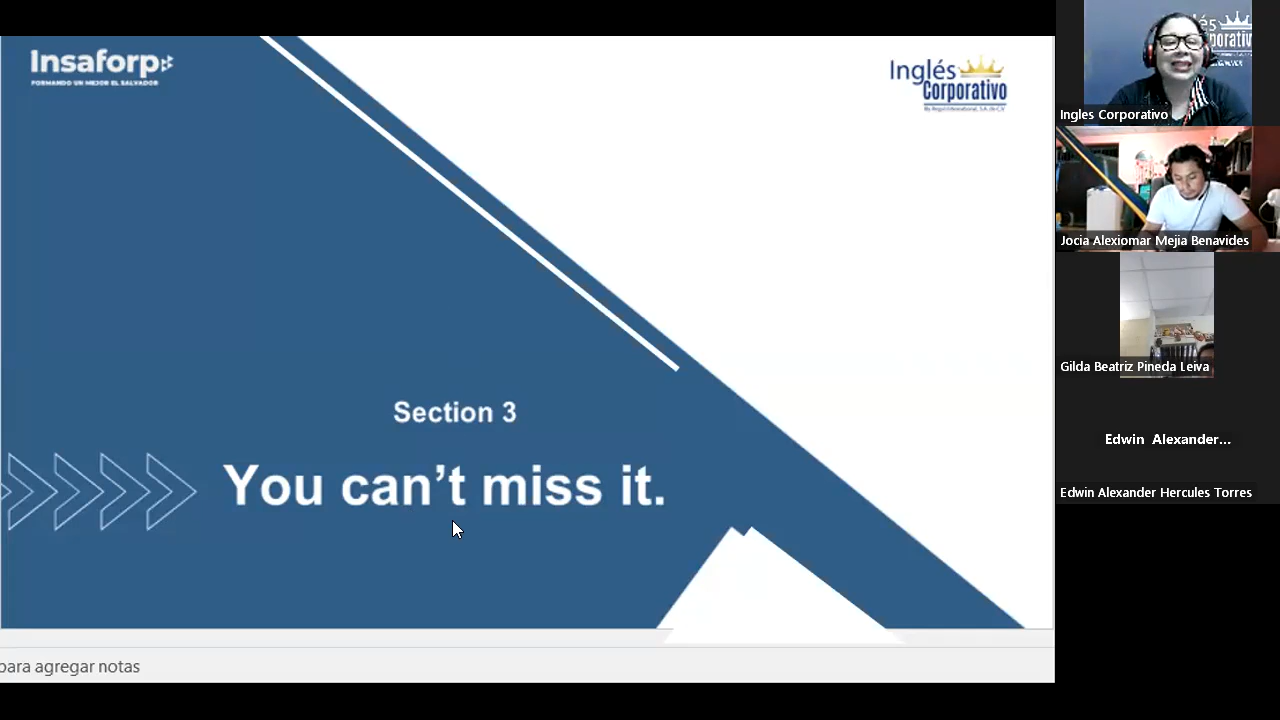 Insaforp
FORMANDO UN MEJOR EL SALVADOR
Inglés
Corporativo
Section 3
You can't miss it.
para agregar notas
Ingles Corporativo
Jocia Alexiomar Mejia Benavides
Gilda Beatriz Pineda Leiva
Edwin Alexander...
Edwin Alexander Hercules Torres